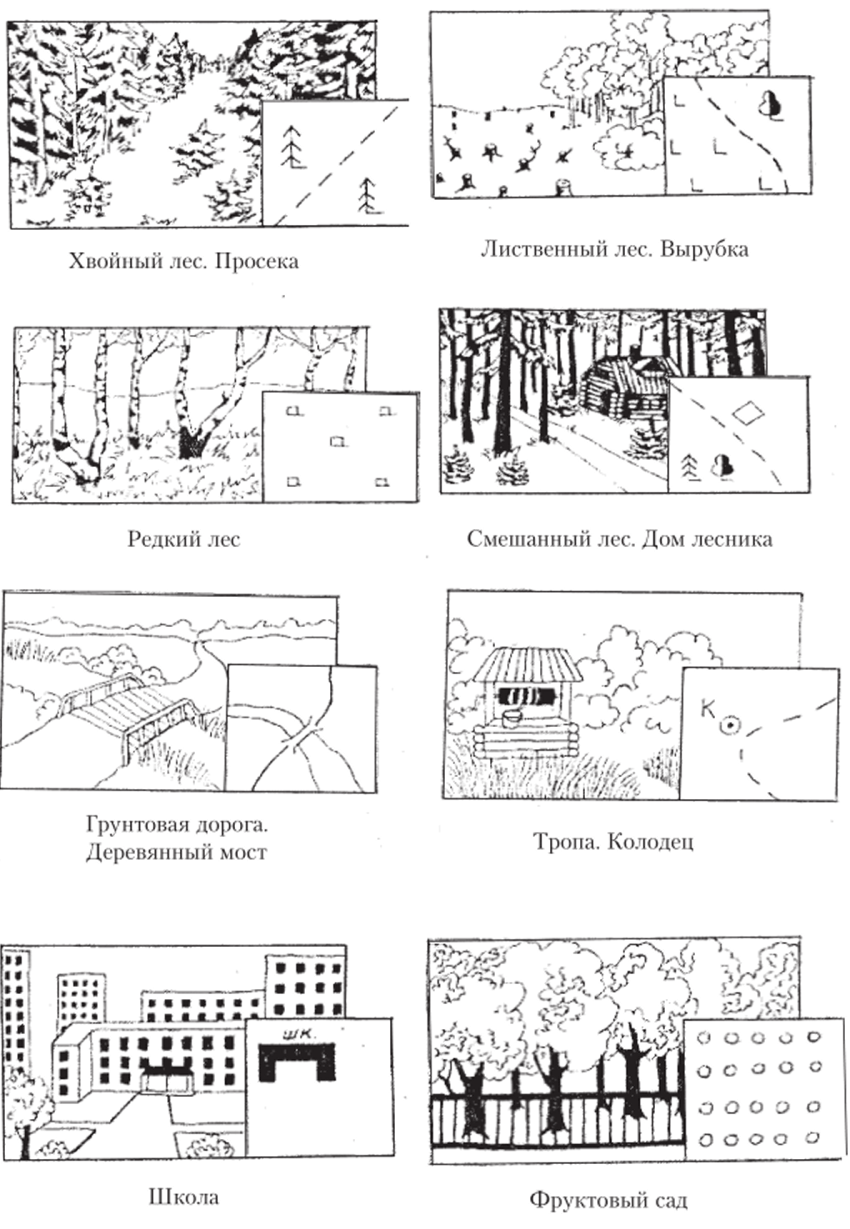 Хвойный лес. Просека
Лиственный лес. Вырубка
Редкий лес
Смешанный лес. Дом лесника
Грунтовая дорога.
Деревянный мост
К
Тропа. Колодец
шк.
Школа
Фруктовый сад